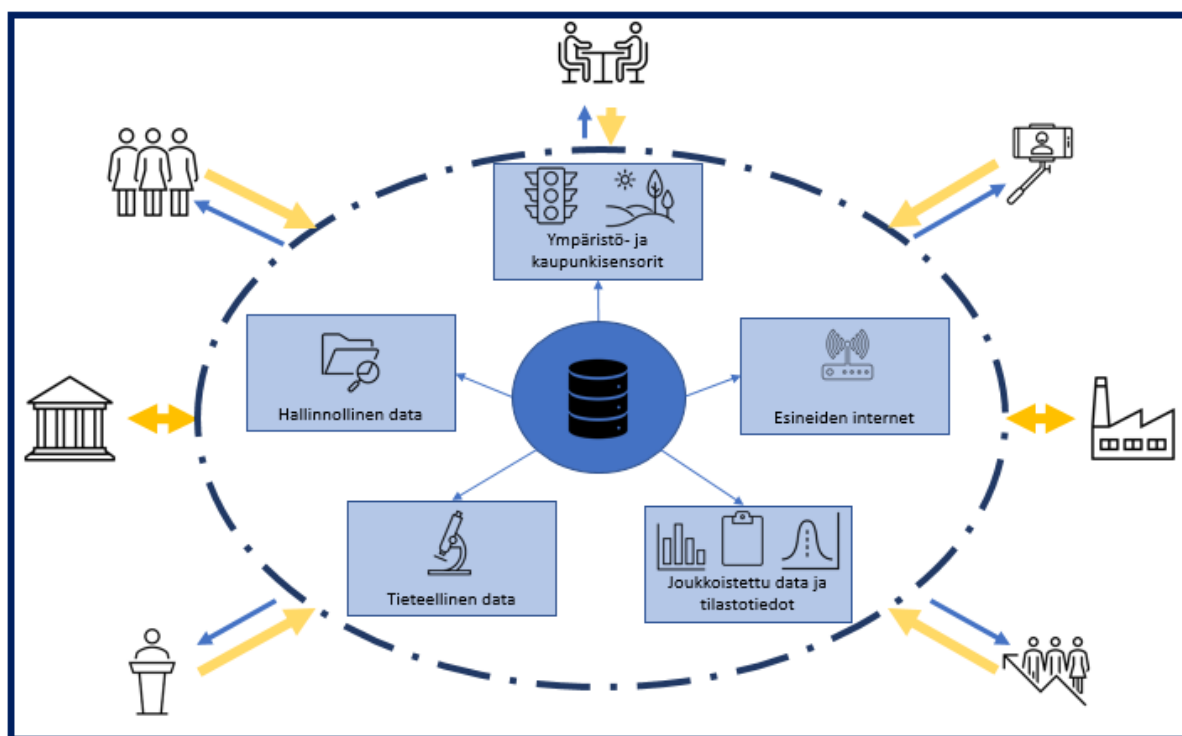 Ympäristö- ja
kaupunkisensorit
Hallinnollinen data
Esineiden internet
Tieteellinen data
Joukkoistettu data ja
tilastotiedot